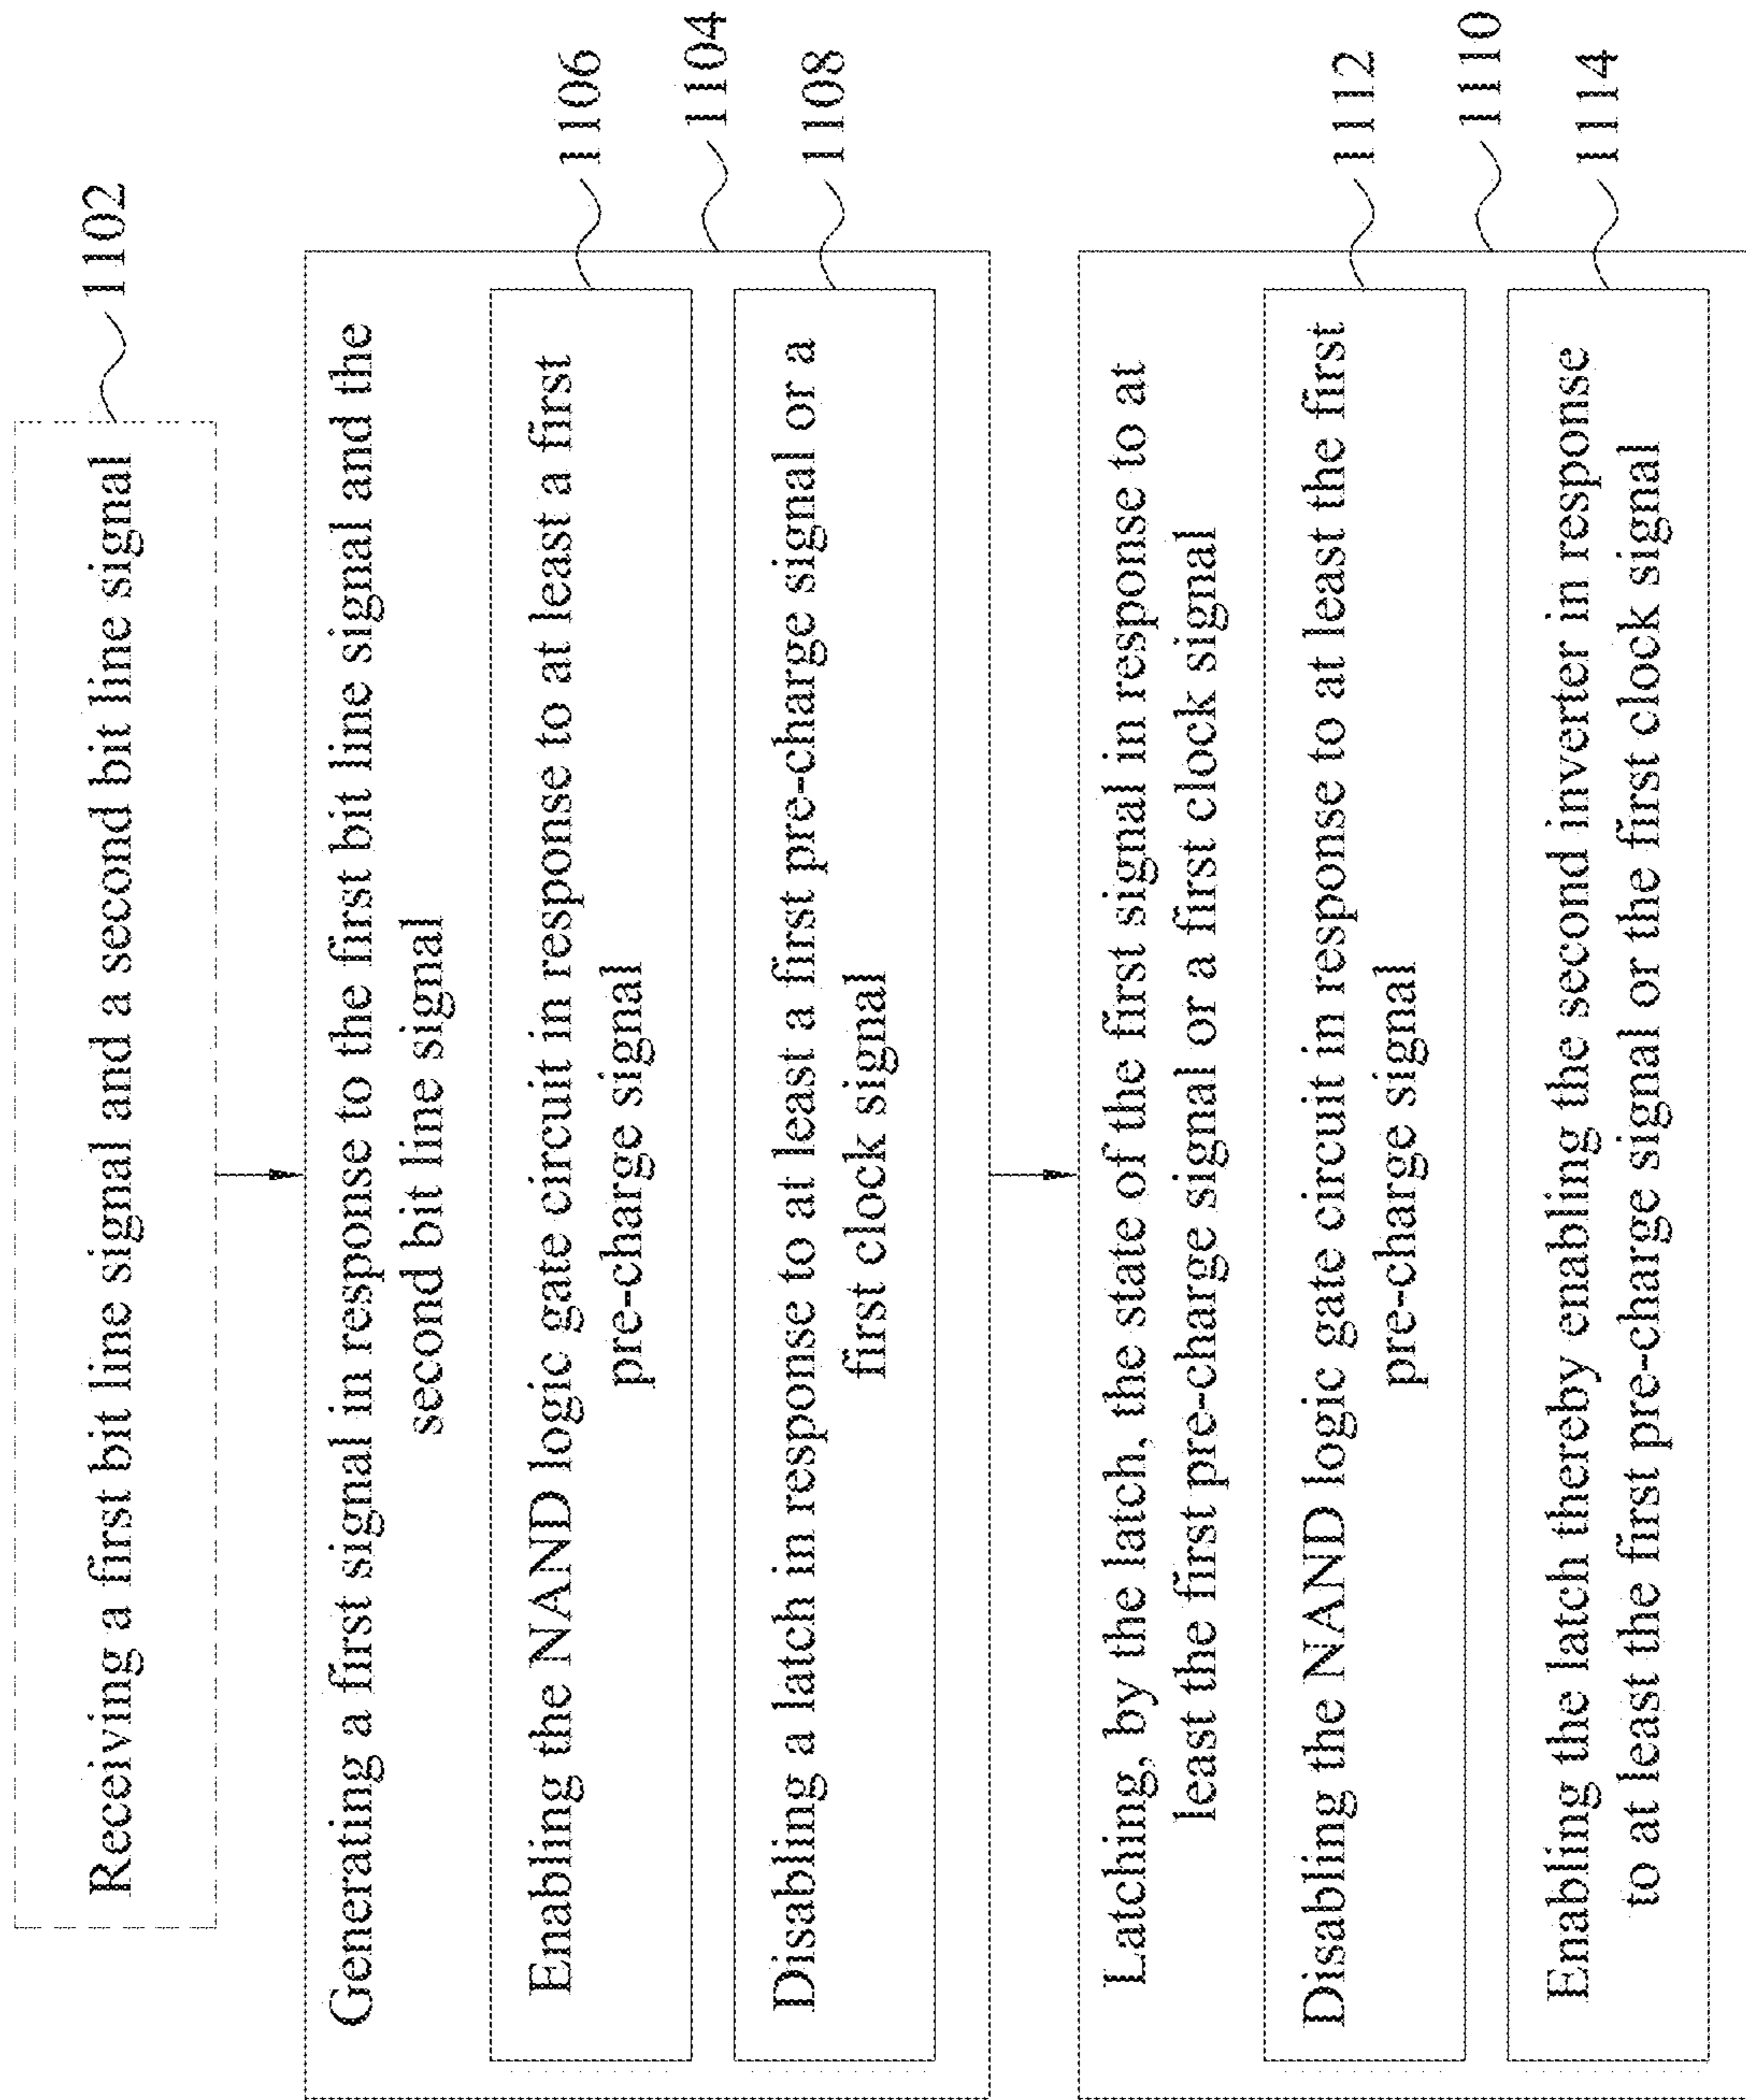 Receiving a first bit line signal and a second bit line signal
1102
Generating a first signal in response to the first bit line signal and the
second bit line signal
1104
Enabling the NAND logic gate circuit in response to at least a first
pre-charge signal
1106
Disabling a latch in response to at least a first pre-charge signal or a
first clock signal
1108
Latching, by the latch, the state of the first signal in response to at
least the first pre-charge signal or a first clock signal
1110
Disabling the NAND logic gate circuit in response to at least the first
pre-charge signal
1112
Enabling the latch thereby enabling the second inverter in response
to at least the first pre-charge signal or the first clock signal
1114